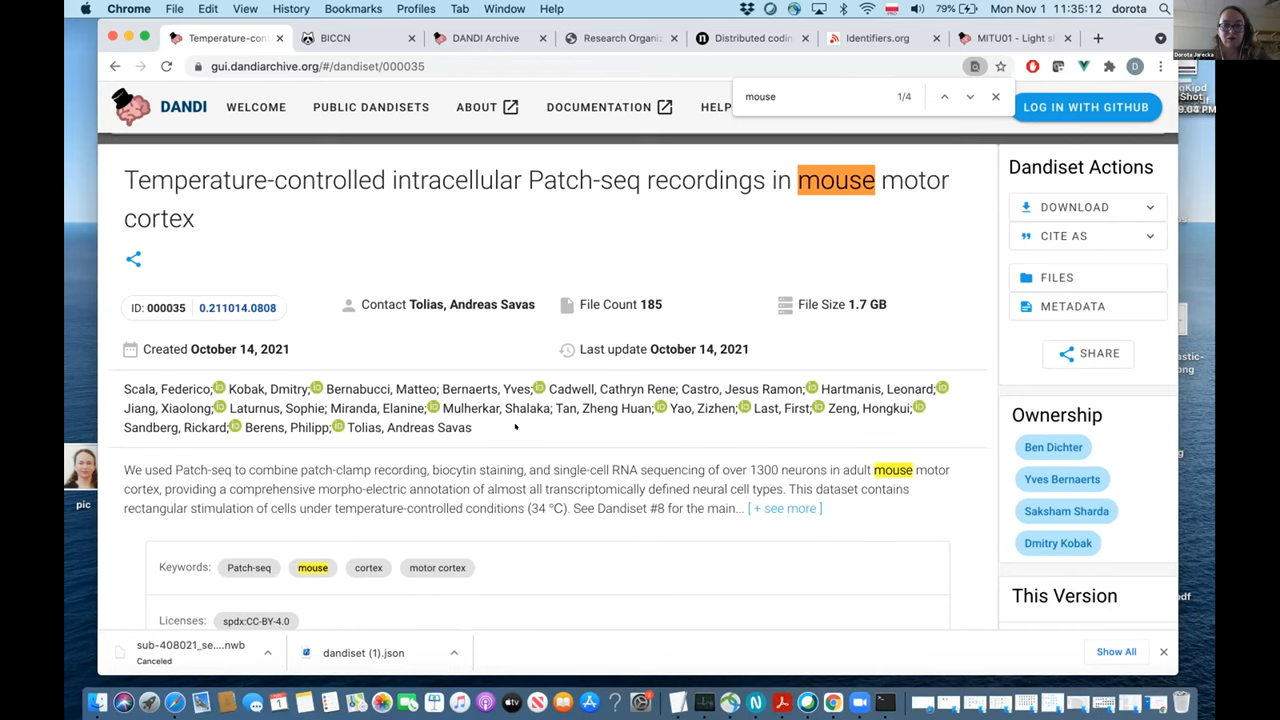 Chrome File Edit View History Bookmarks Profiles Tab Window Help 79% Mon Nov 1 11:35:12 dorota
Temperature-con BICCN DANDI Archive Research Organi Distributed codin Identifiers.org MITU01 - Light s
gui.dandiarchive.org/#/dandiset/000035
Dorota Jarecka
mouse 1/4
DANDI WELCOME PUBLIC DANDISETS ABOUT DOCUMENTATION HELP LOG IN WITH GITHUB
Temperature-controlled intracellular Patch-seq recordings in mouse motor
cortex
Dandiset Actions
DOWNLOAD
CITE AS
FILES
METADATA
SHARE
ID: 000035 0.211014.0808 Contact Tolias, Andreas Savas File Count 185 File Size 1.7 GB
Created October 14, 2021 Last update October 14, 2021
Scala, Federico; Kobak, Dmitry; Bernabucci, Matteo; Bernaerts, Yves; Cadwell, Cathryn Rene; Castro, Jesus Ramon; Hartmanis, Leonard;
Jiang, Xiaolong; Laturnus, Sophie; Miranda, Elanine; Mulherkar, Shalaka; Tan, Zheng Huan; Yao, Zizhen; Last, First; Zeng, Hongkui;
Sandberg, Rickard; Berens, Philipp; Tolias, Andreas Savas
Ownership
Ben Dichter
Yves Bernaerts
Saksham Sharda
Dmitry Kobak
We used Patch-seq to combine patch-clamp recording, biocytin staining, and single-cell RNA sequencing of over 1300 neurons in adult mouse motor
cortex, providing a comprehensive morpho-electric annotation of almost all transcriptomically defined neural cell types. This dataset contains
rectangular stimulation of cells under temperature-controlled conditions (34 °C). See Dandiset #8 for the main... [ + see more ]
Keywords: Patch-seq mouse cortex motor cortex
Licenses: spdx:CC-BY-4.0
This Version
pic
sub-408021_se....nwb
Canceled
dandiset (1).json
Show All